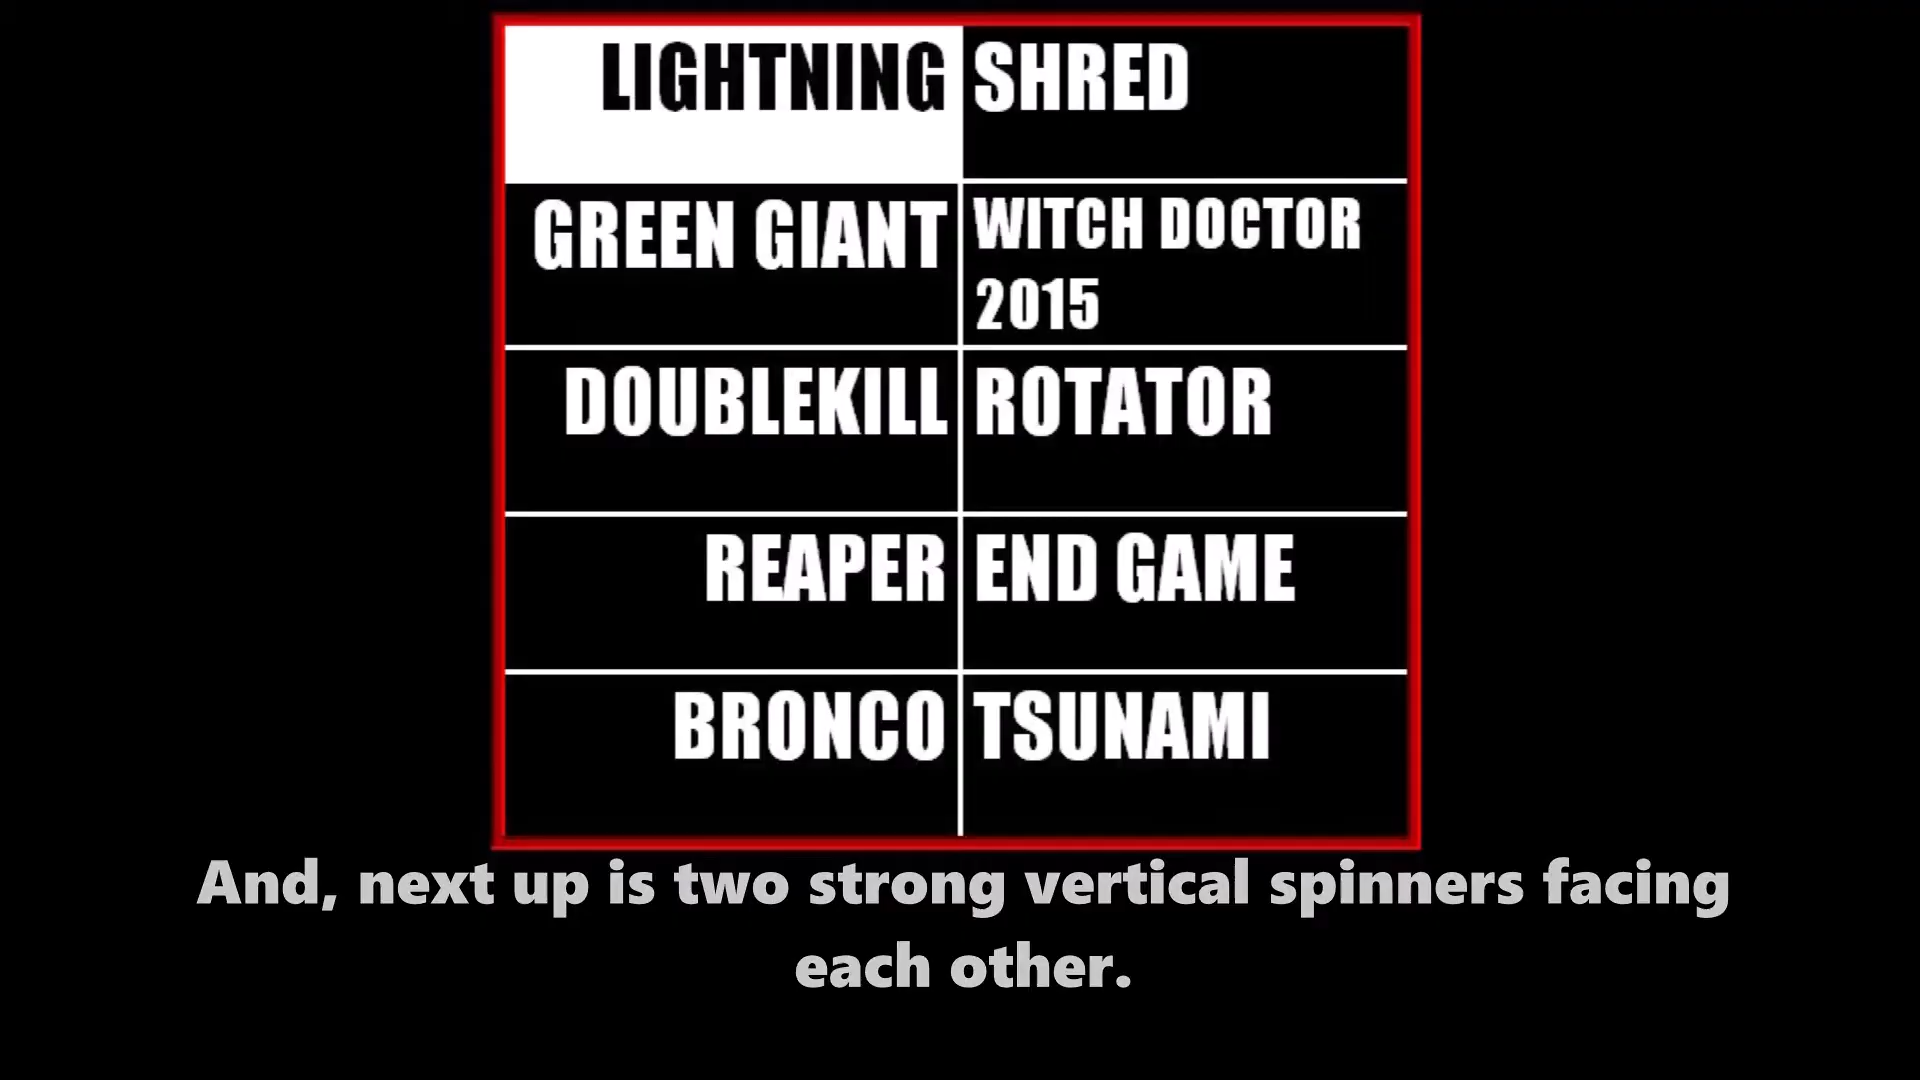 LIGHTNING SHRED
GREEN GIANT WITCH DOCTOR
2015
DOUBLEKILL ROTATOR
REAPER END GAME
BRONCO TSUNAMI
And, next up is two strong vertical spinners facing
each other.